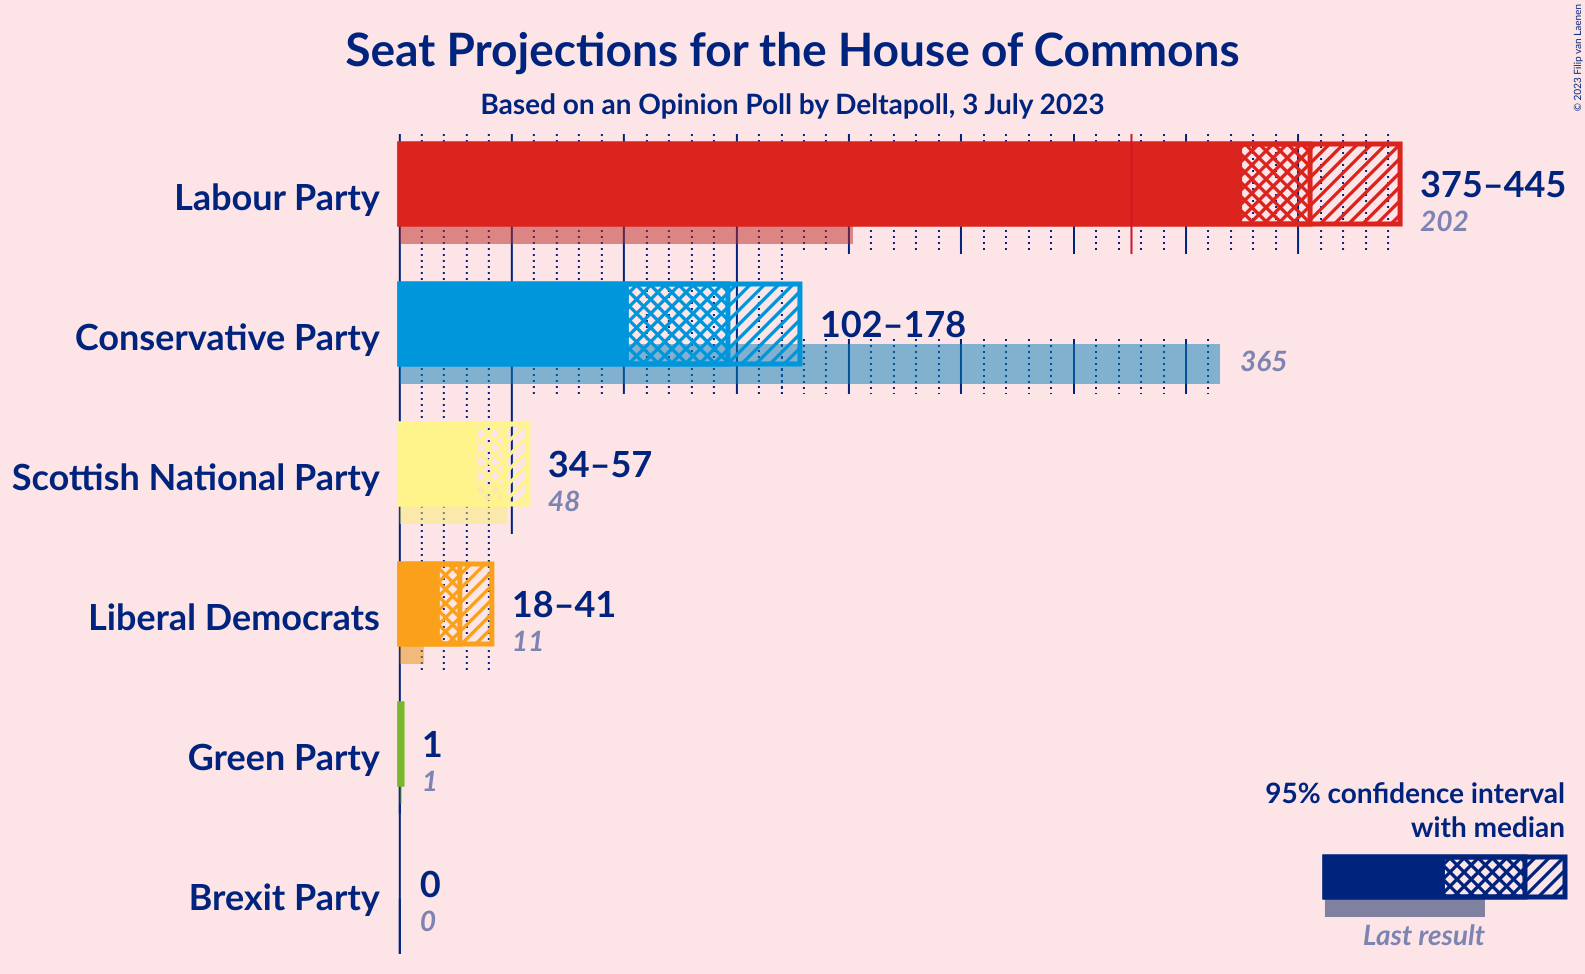 Seat Projections for the House of Commons
Based on an Opinion Poll by Deltapoll, 3 July 2023
© 2023 Filip van Laenen
Labour Party
375–445
202
Conservative Party
102–178
365
Scottish National Party
34–57
48
Liberal Democrats
18–41
11
Green Party
1
1
Brexit Party
0
0
95% confidence interval
with median
Last result